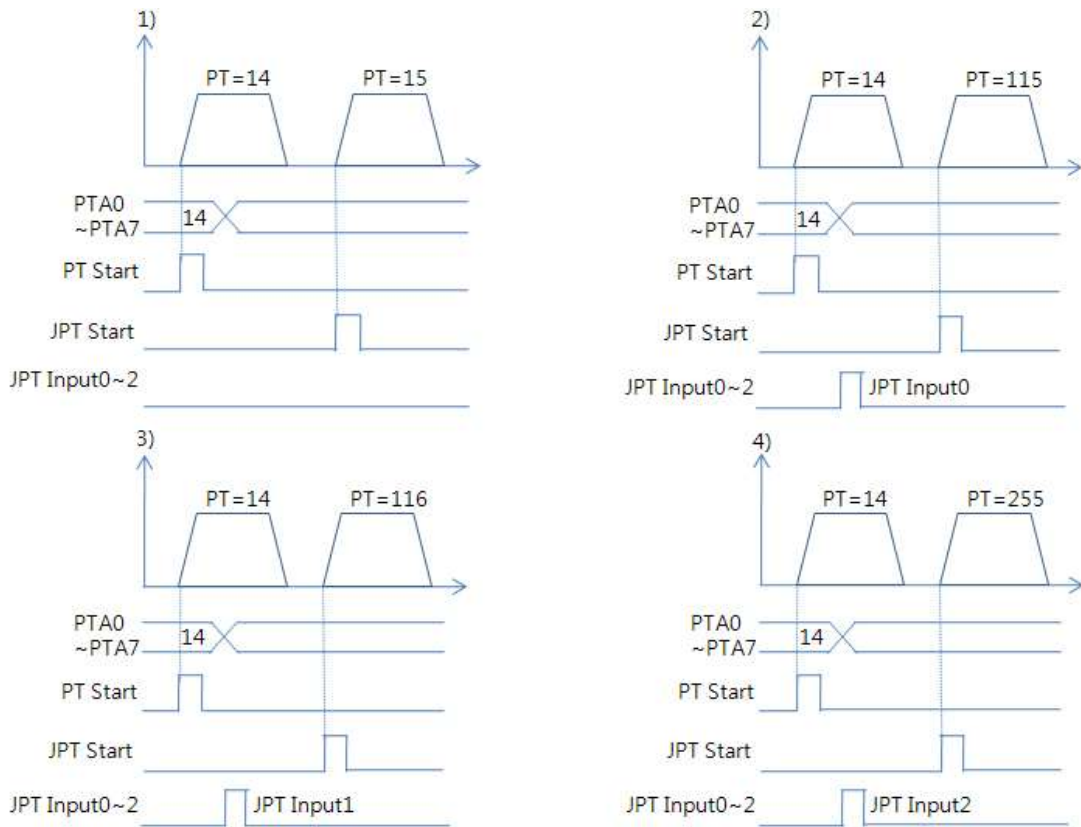 1)
PT=14
PT=15
PTA0
~PTA7
14
PT Start
JPT Start
JPT Input0~2
2)
PT=14
PT=115
PTA0
~PTA7
14
PT Start
JPT Start
JPT Input0~2
JPT Input0
3)
PT=14
PT=116
PTA0
~PTA7
14
PT Start
JPT Start
JPT Input0~2
JPT Input1
4)
PT=14
PT=255
PTA0
~PTA7
14
PT Start
JPT Start
JPT Input0~2
JPT Input2